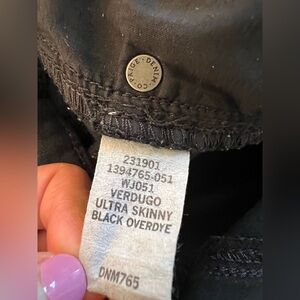 PAIGE·DENIM·CO·
231901
1394765-051
WJ051
VERDUGO
ULTRA SKINNY
BLACK OVERDYE
DNM765